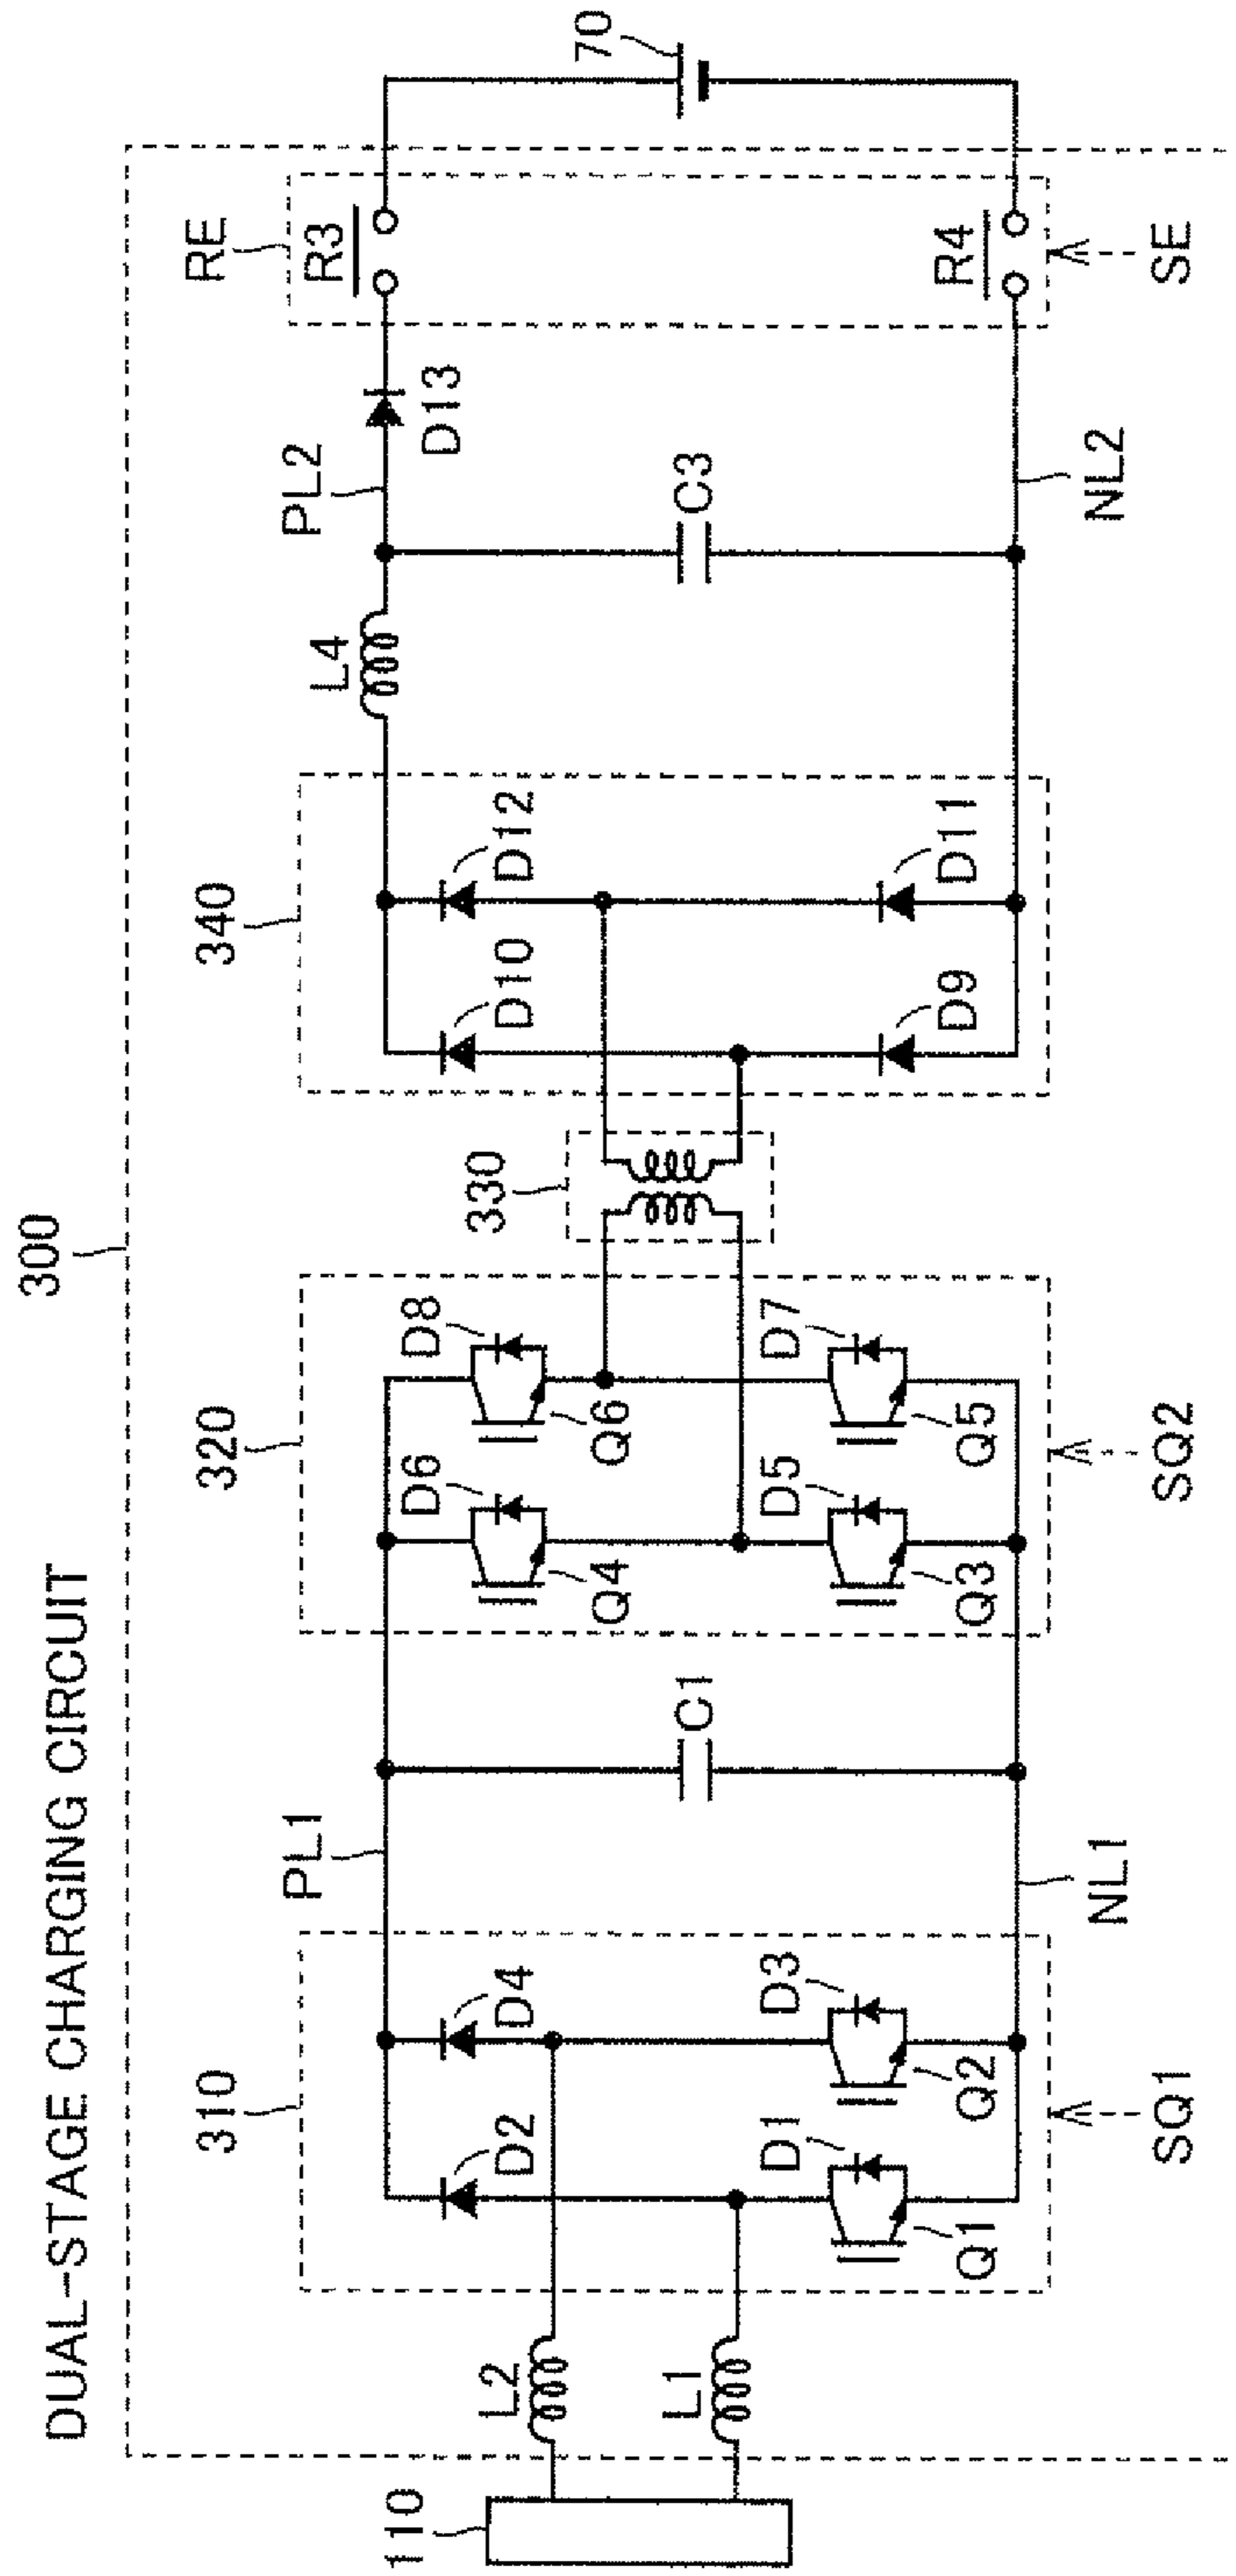 DUAL-STAGE CHARGING CIRCUIT
300
310
320
330
340
RE
PL1
PL2
R3
70
D2
D4
D6
D8
D10
D12
L4
D13
Q4
Q6
110
L2
L1
C1
C3
D1
D3
D5
D7
D9
D11
R4
Q1
Q2
Q3
Q5
NL1
NL2
SQ1
SQ2
SE